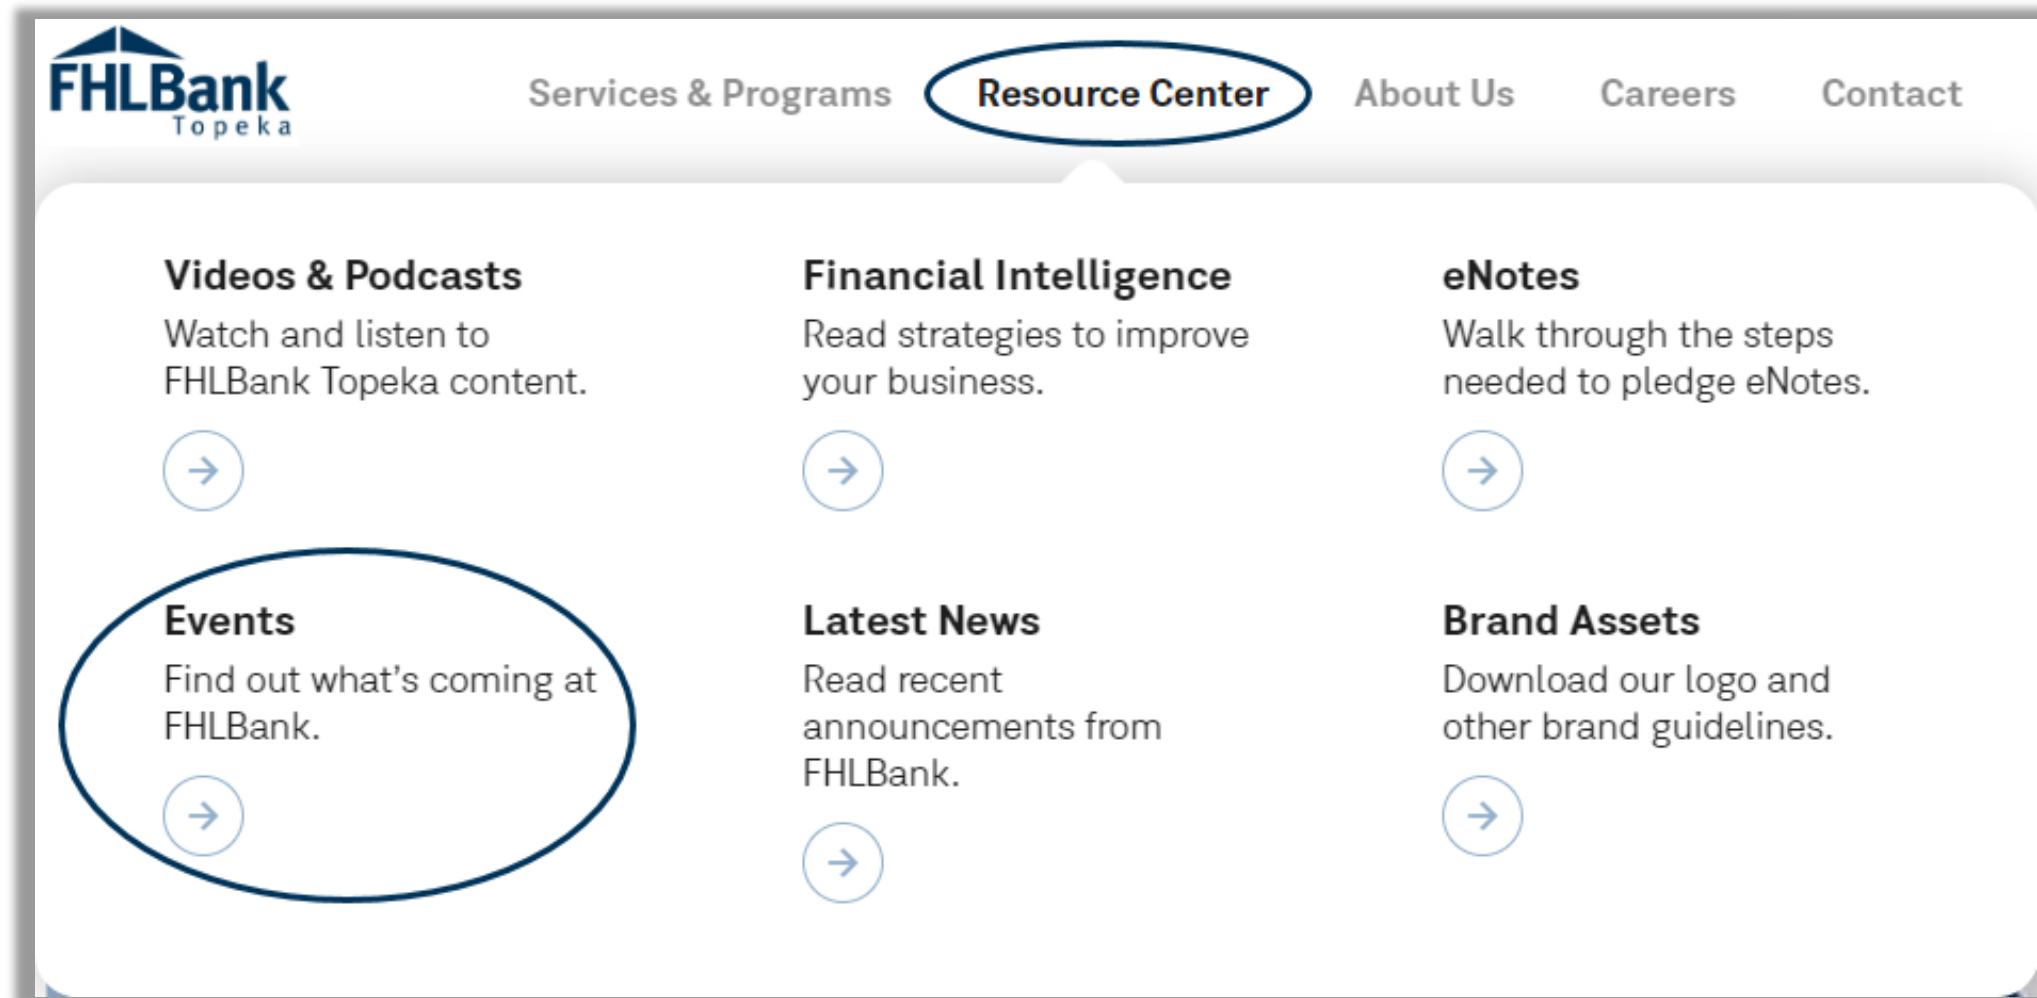 FHLBank
Topeka
Services & Programs
Resource Center
About Us
Careers
Contact
Videos & Podcasts
Watch and listen to
FHLBank Topeka content.
Financial Intelligence
Read strategies to improve
your business.
eNotes
Walk through the steps
needed to pledge eNotes.
Events
Find out what's coming at
FHLBank.
Latest News
Read recent
announcements from
FHLBank.
Brand Assets
Download our logo and
other brand guidelines.